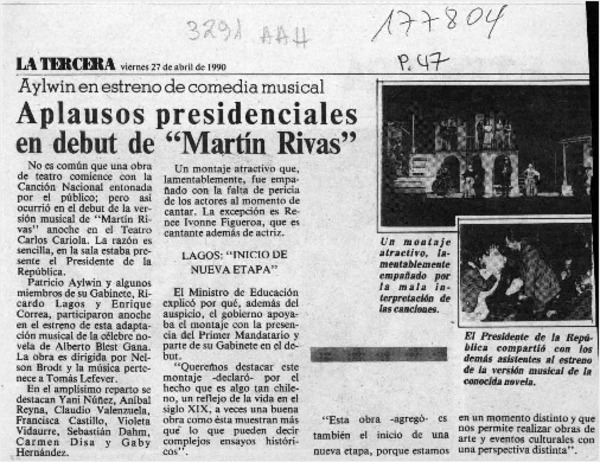 3291 AAH
177804
P. 47
LA TERCERA viernes 27 de abril de 1990
Aylwin en estreno de comedia musical
Aplausos presidenciales
en debut de “Martín Rivas”
No es común que una obra
de teatro comience con la
Canción Nacional entonada
por el público; pero así
ocurrió en el debut de la ver-
sión musical de “Martín Ri-
vas” anoche en el Teatro
Carlos Cariola. La razón es
sencilla, en la sala estaba pre-
sente el Presidente de la
República.
Patricio Aylwin y algunos
miembros de su Gabinete, Ri-
cardo Lagos y Enrique
Correa, participaron anoche
en el estreno de esta adapta-
ción musical de la célebre no-
vela de Alberto Blest Gana.
La obra es dirigida por Nel-
son Brodt y la música perte-
nece a Tomás Lefever.
En el amplísimo reparto se
destacan Yani Núñez, Aníbal
Reyna, Claudio Valenzuela,
Francisca Castillo, Violeta
Vidaurre, Sebastián Dahm,
Carmen Disa y Gaby
Hernández.
Un montaje atractivo que,
lamentablemente, fue empa-
ñado con la falta de pericia
de los actores al momento de
cantar. La excepción es Re-
nee Ivonne Figueroa, que es
cantante además de actriz.
LAGOS: “INICIO DE
NUEVA ETAPA”
El Ministro de Educación
explicó por qué, además del
auspicio, el gobierno apoya-
ba el montaje con la presen-
cia del Primer Mandatario y
parte de su Gabinete en el de-
but.
“Queremos destacar este
montaje -declaró- por el
hecho que es algo tan chile-
no, un reflejo de la vida en el
siglo XIX, a veces una buena
obra como ésta muestran más
que lo que pueden decir
complejos ensayos históri-
cos”.
Un montaje
atractivo, la-
mentablemente
empañado por
la mala in-
terpretación de
las canciones.
El Presidente de la Repú-
blica compartió con los
demás asistentes al estreno
de la versión musical de la
conocida novela.
“Esta obra -agregó- es
también el inicio de una
nueva etapa, porque estamos
en un momento distinto y que
nos permite realizar obras de
arte y eventos culturales con
una perspectiva distinta”.